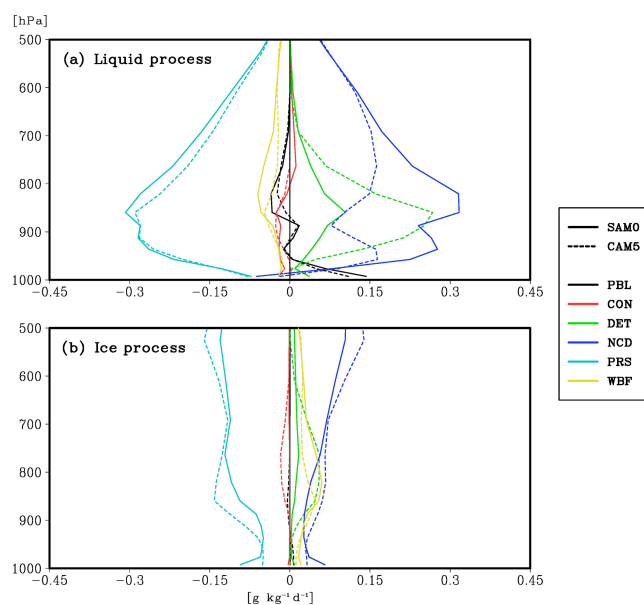 [hPa]
500
(a) Liquid process
600
700
800
900
1000
−0.45 −0.3 −0.15 0 0.15 0.3 0.45
500
(b) Ice process
600
700
800
900
1000
−0.45 −0.3 −0.15 0 0.15 0.3 0.45
[g kg⁻¹d⁻¹]
SAM0
CAM5
PBL
CON
DET
NCD
PRS
WBF